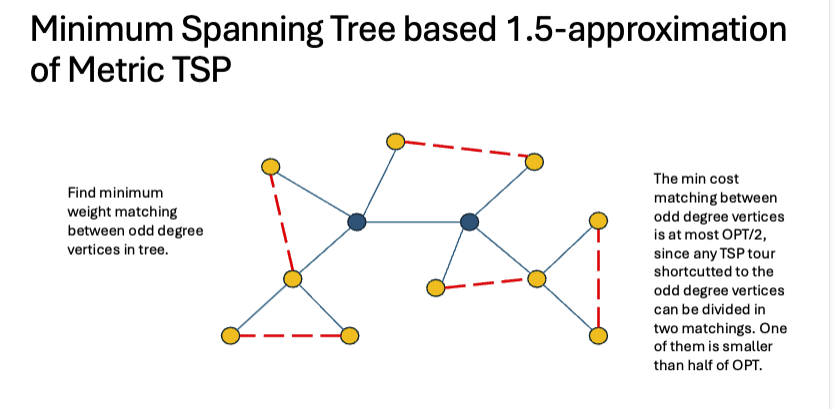 Minimum Spanning Tree based 1.5-approximation
of Metric TSP
Find minimum
weight matching
between odd degree
vertices in tree.
The min cost
matching between
odd degree vertices
is at most OPT/2,
since any TSP tour
shortcutted to the
odd degree vertices
can be divided in
two matchings. One
of them is smaller
than half of OPT.